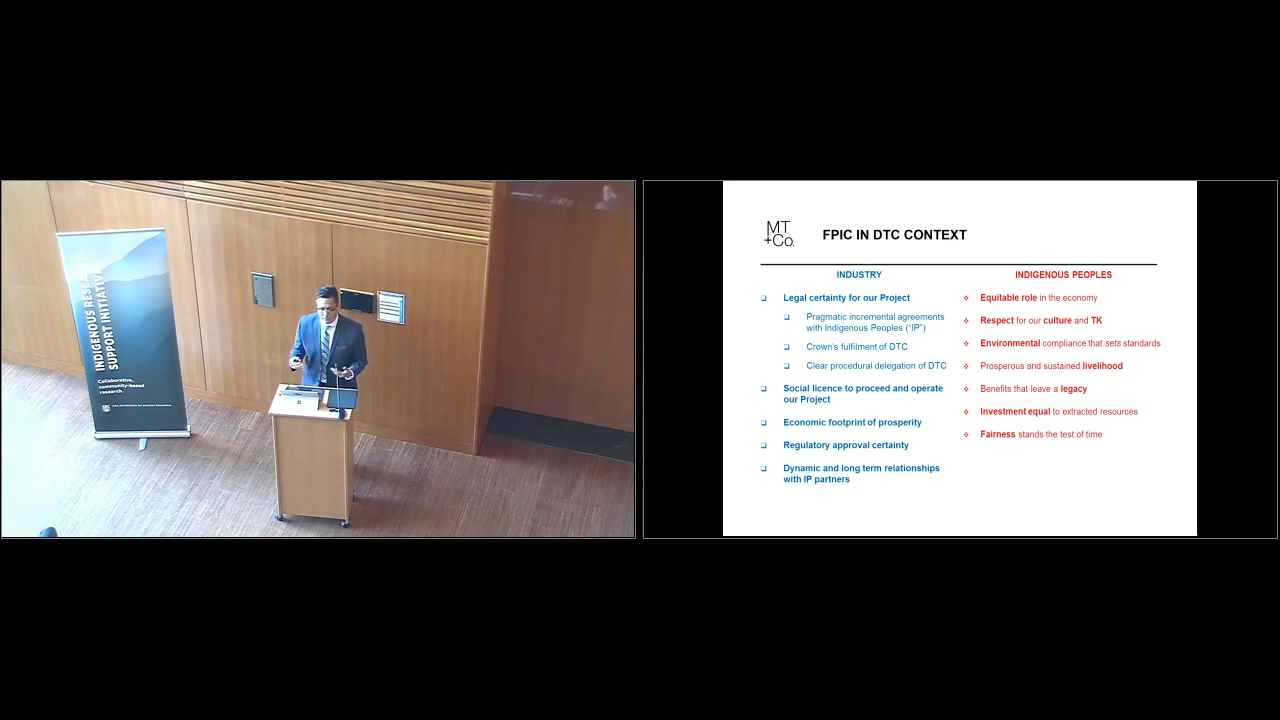 INDIGENOUS RESEARCH
SUPPORT INITIATIVE
Collaborative,
community-based
research.
THE UNIVERSITY OF BRITISH COLUMBIA
MT
+Co.
FPIC IN DTC CONTEXT
INDUSTRY
❑ Legal certainty for our Project
❑ Pragmatic incremental agreements
with Indigenous Peoples (“IP”)
❑ Crown’s fulfilment of DTC
❑ Clear procedural delegation of DTC
❑ Social licence to proceed and operate
our Project
❑ Economic footprint of prosperity
❑ Regulatory approval certainty
❑ Dynamic and long term relationships
with IP partners
INDIGENOUS PEOPLES
❖ Equitable role in the economy
❖ Respect for our culture and TK
❖ Environmental compliance that sets standards
❖ Prosperous and sustained livelihood
❖ Benefits that leave a legacy
❖ Investment equal to extracted resources
❖ Fairness stands the test of time